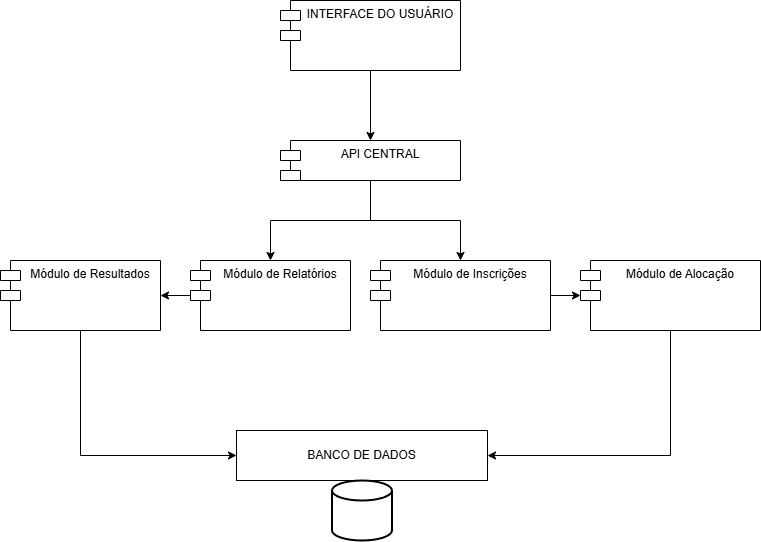 INTERFACE DO USUÁRIO
API CENTRAL
Módulo de Resultados
Módulo de Relatórios
Módulo de Inscrições
Módulo de Alocação
BANCO DE DADOS